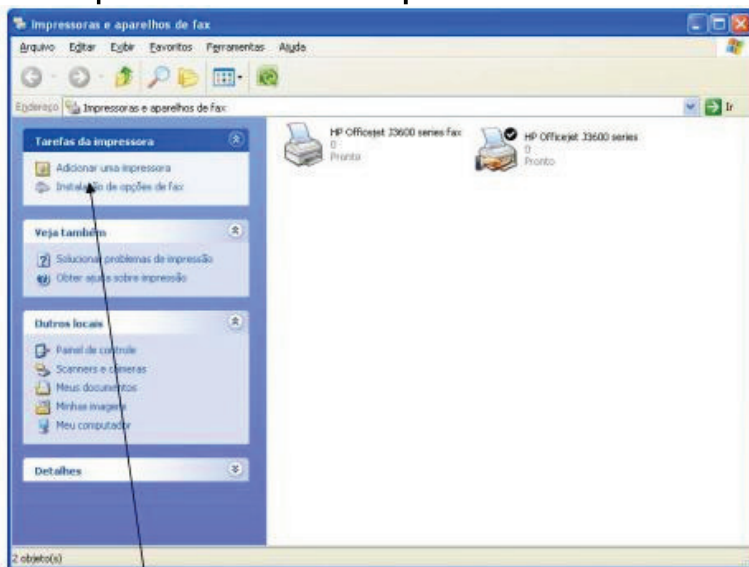 Impressoras e aparelhos de fax
Arquivo Editar Exibir Favoritos Ferramentas Ajuda
Endereço Impressoras e aparelhos de fax Ir
Tarefas da impressora
Adicionar uma impressora
Instalação de opções de fax
Veja também
Solucionar problemas de impressão
Obter ajuda sobre impressão
Outros locais
Painel de controle
Scanners e câmeras
Meus documentos
Minhas imagens
Meu computador
Detalhes
HP Officejet J3600 series fax
0
Pronto
HP Officejet J3600 series
0
Pronto
2 objeto(s)